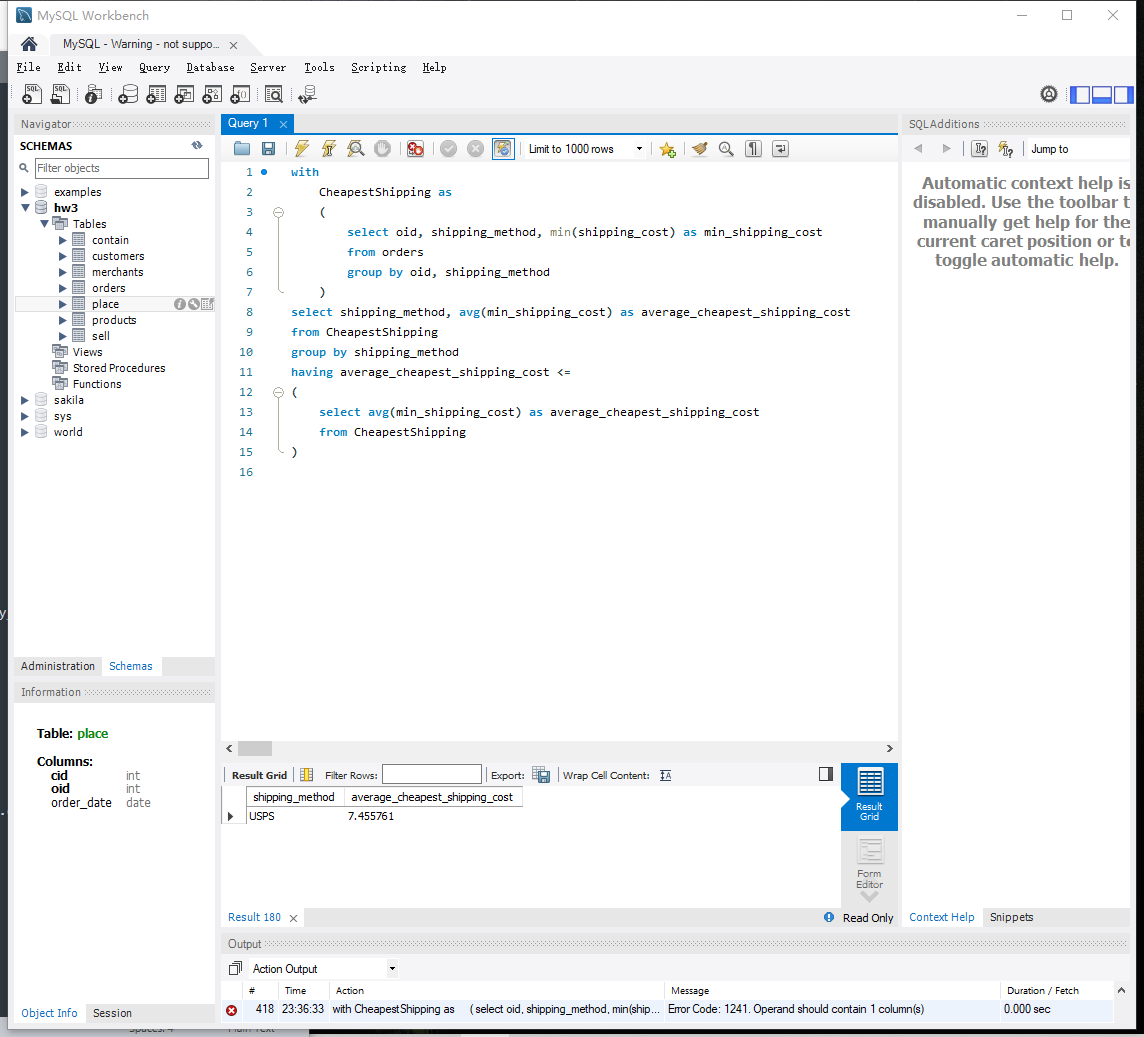 MySQL Workbench
MySQL - Warning - not suppo...
File Edit View Query Database Server Tools Scripting Help
Navigator
SCHEMAS
Filter objects
examples
hw3
Tables
contain
customers
merchants
orders
place
products
sell
Views
Stored Procedures
Functions
sakila
sys
world
Administration Schemas
Information
Table: place
Columns:
cid int
oid int
order_date date
Object Info Session
Query 1
Limit to 1000 rows
1 with
2 CheapestShipping as
3 (
4 select oid, shipping_method, min(shipping_cost) as min_shipping_cost
5 from orders
6 group by oid, shipping_method
7 )
8 select shipping_method, avg(min_shipping_cost) as average_cheapest_shipping_cost
9 from CheapestShipping
10 group by shipping_method
11 having average_cheapest_shipping_cost <=
12 (
13 select avg(min_shipping_cost) as average_cheapest_shipping_cost
14 from CheapestShipping
15 )
16
Result Grid Filter Rows: Export: Wrap Cell Content:
shipping_method average_cheapest_shipping_cost
USPS 7.455761
Result Grid
Form Editor
Result 180
Read Only
SQLAdditions
Jump to
Automatic context help is
disabled. Use the toolbar t
manually get help for the
current caret position or to
toggle automatic help.
Context Help Snippets
Output
Action Output
# Time Action Message Duration / Fetch
418 23:36:33 with CheapestShipping as ( select oid, shipping_method, min(ship... Error Code: 1241. Operand should contain 1 column(s) 0.000 sec